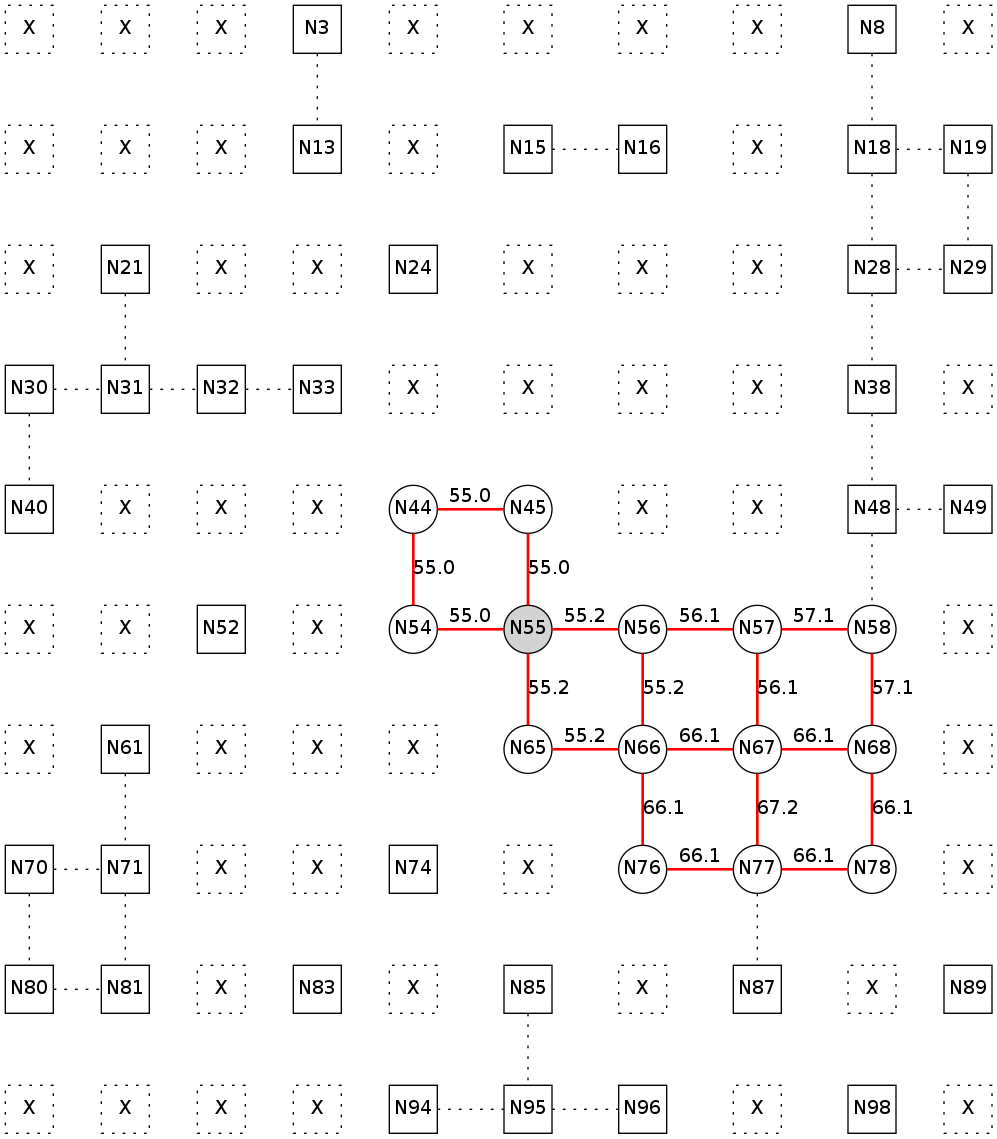 X X X N3 X X X X N8 X
X X X N13 X N15 N16 X N18 N19
X N21 X X N24 X X X N28 N29
N30 N31 N32 N33 X X X X N38 X
55.0
N40 X X X N44 N45 X X N48 N49
55.0 55.0
55.0 55.2 56.1 57.1
X X N52 X N54 N55 N56 N57 N58 X
55.2 55.2 56.1 57.1
55.2 66.1 66.1
X N61 X X X N65 N66 N67 N68 X
66.1 67.2 66.1
66.1 66.1
N70 N71 X X N74 X N76 N77 N78 X
N80 N81 X N83 X N85 X N87 X N89
X X X X N94 N95 N96 X N98 X